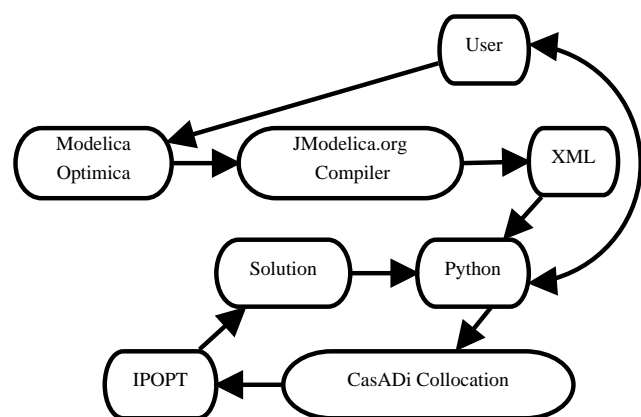 User
Modelica
Optimica
JModelica.org
Compiler
XML
Solution
Python
IPOPT
CasADi Collocation